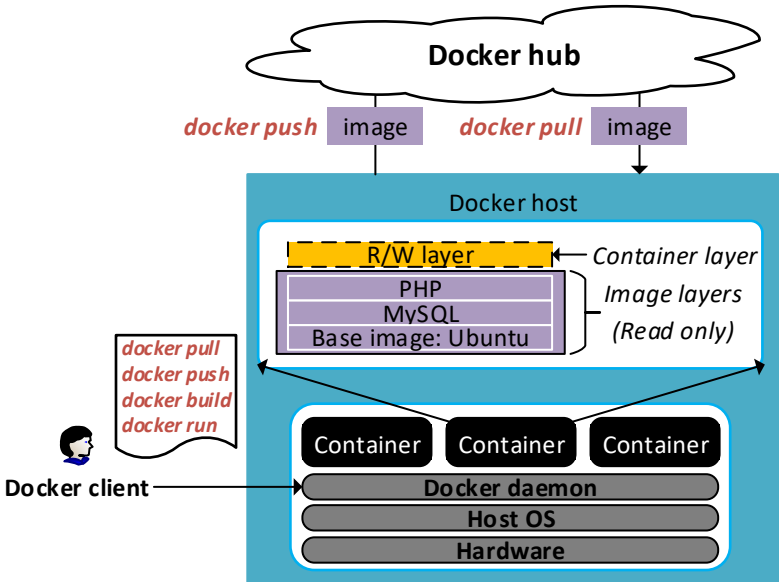 Docker hub
docker push
image
docker pull
image
Docker host
R/W layer
Container layer
PHP
MySQL
Base image: Ubuntu
Image layers
(Read only)
docker pull
docker push
docker build
docker run
Container
Container
Container
Docker client
Docker daemon
Host OS
Hardware